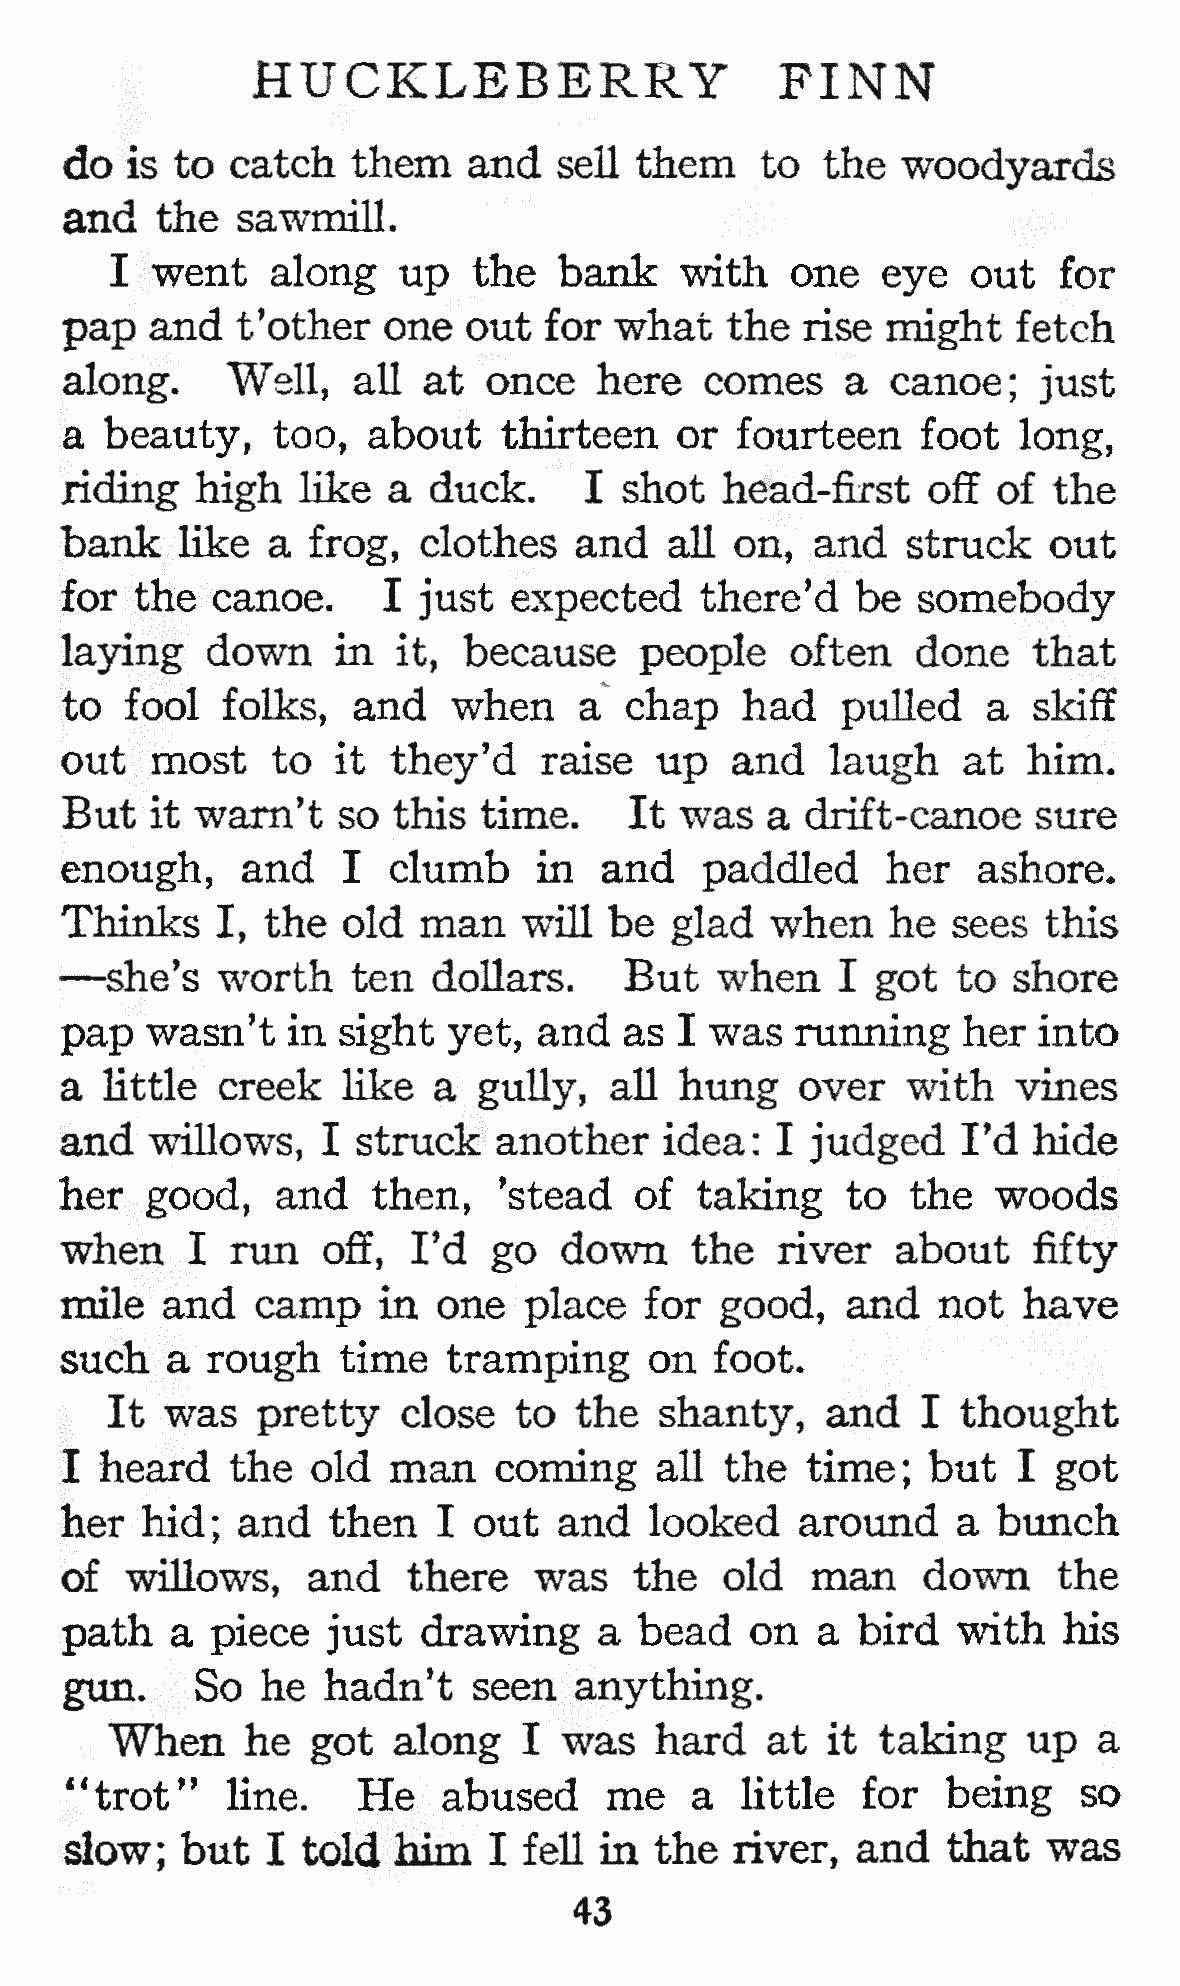 HUCKLEBERRY FINN
do is to catch them and sell them to the woodyards
and the sawmill.
I went along up the bank with one eye out for
pap and t'other one out for what the rise might fetch
along. Well, all at once here comes a canoe; just
a beauty, too, about thirteen or fourteen foot long,
riding high like a duck. I shot head-first off of the
bank like a frog, clothes and all on, and struck out
for the canoe. I just expected there'd be somebody
laying down in it, because people often done that
to fool folks, and when a chap had pulled a skiff
out most to it they'd raise up and laugh at him.
But it warn't so this time. It was a drift-canoe sure
enough, and I clumb in and paddled her ashore.
Thinks I, the old man will be glad when he sees this
—she's worth ten dollars. But when I got to shore
pap wasn't in sight yet, and as I was running her into
a little creek like a gully, all hung over with vines
and willows, I struck another idea: I judged I'd hide
her good, and then, 'stead of taking to the woods
when I run off, I'd go down the river about fifty
mile and camp in one place for good, and not have
such a rough time tramping on foot.
It was pretty close to the shanty, and I thought
I heard the old man coming all the time; but I got
her hid; and then I out and looked around a bunch
of willows, and there was the old man down the
path a piece just drawing a bead on a bird with his
gun. So he hadn't seen anything.
When he got along I was hard at it taking up a
"trot" line. He abused me a little for being so
slow; but I told him I fell in the river, and that was
43